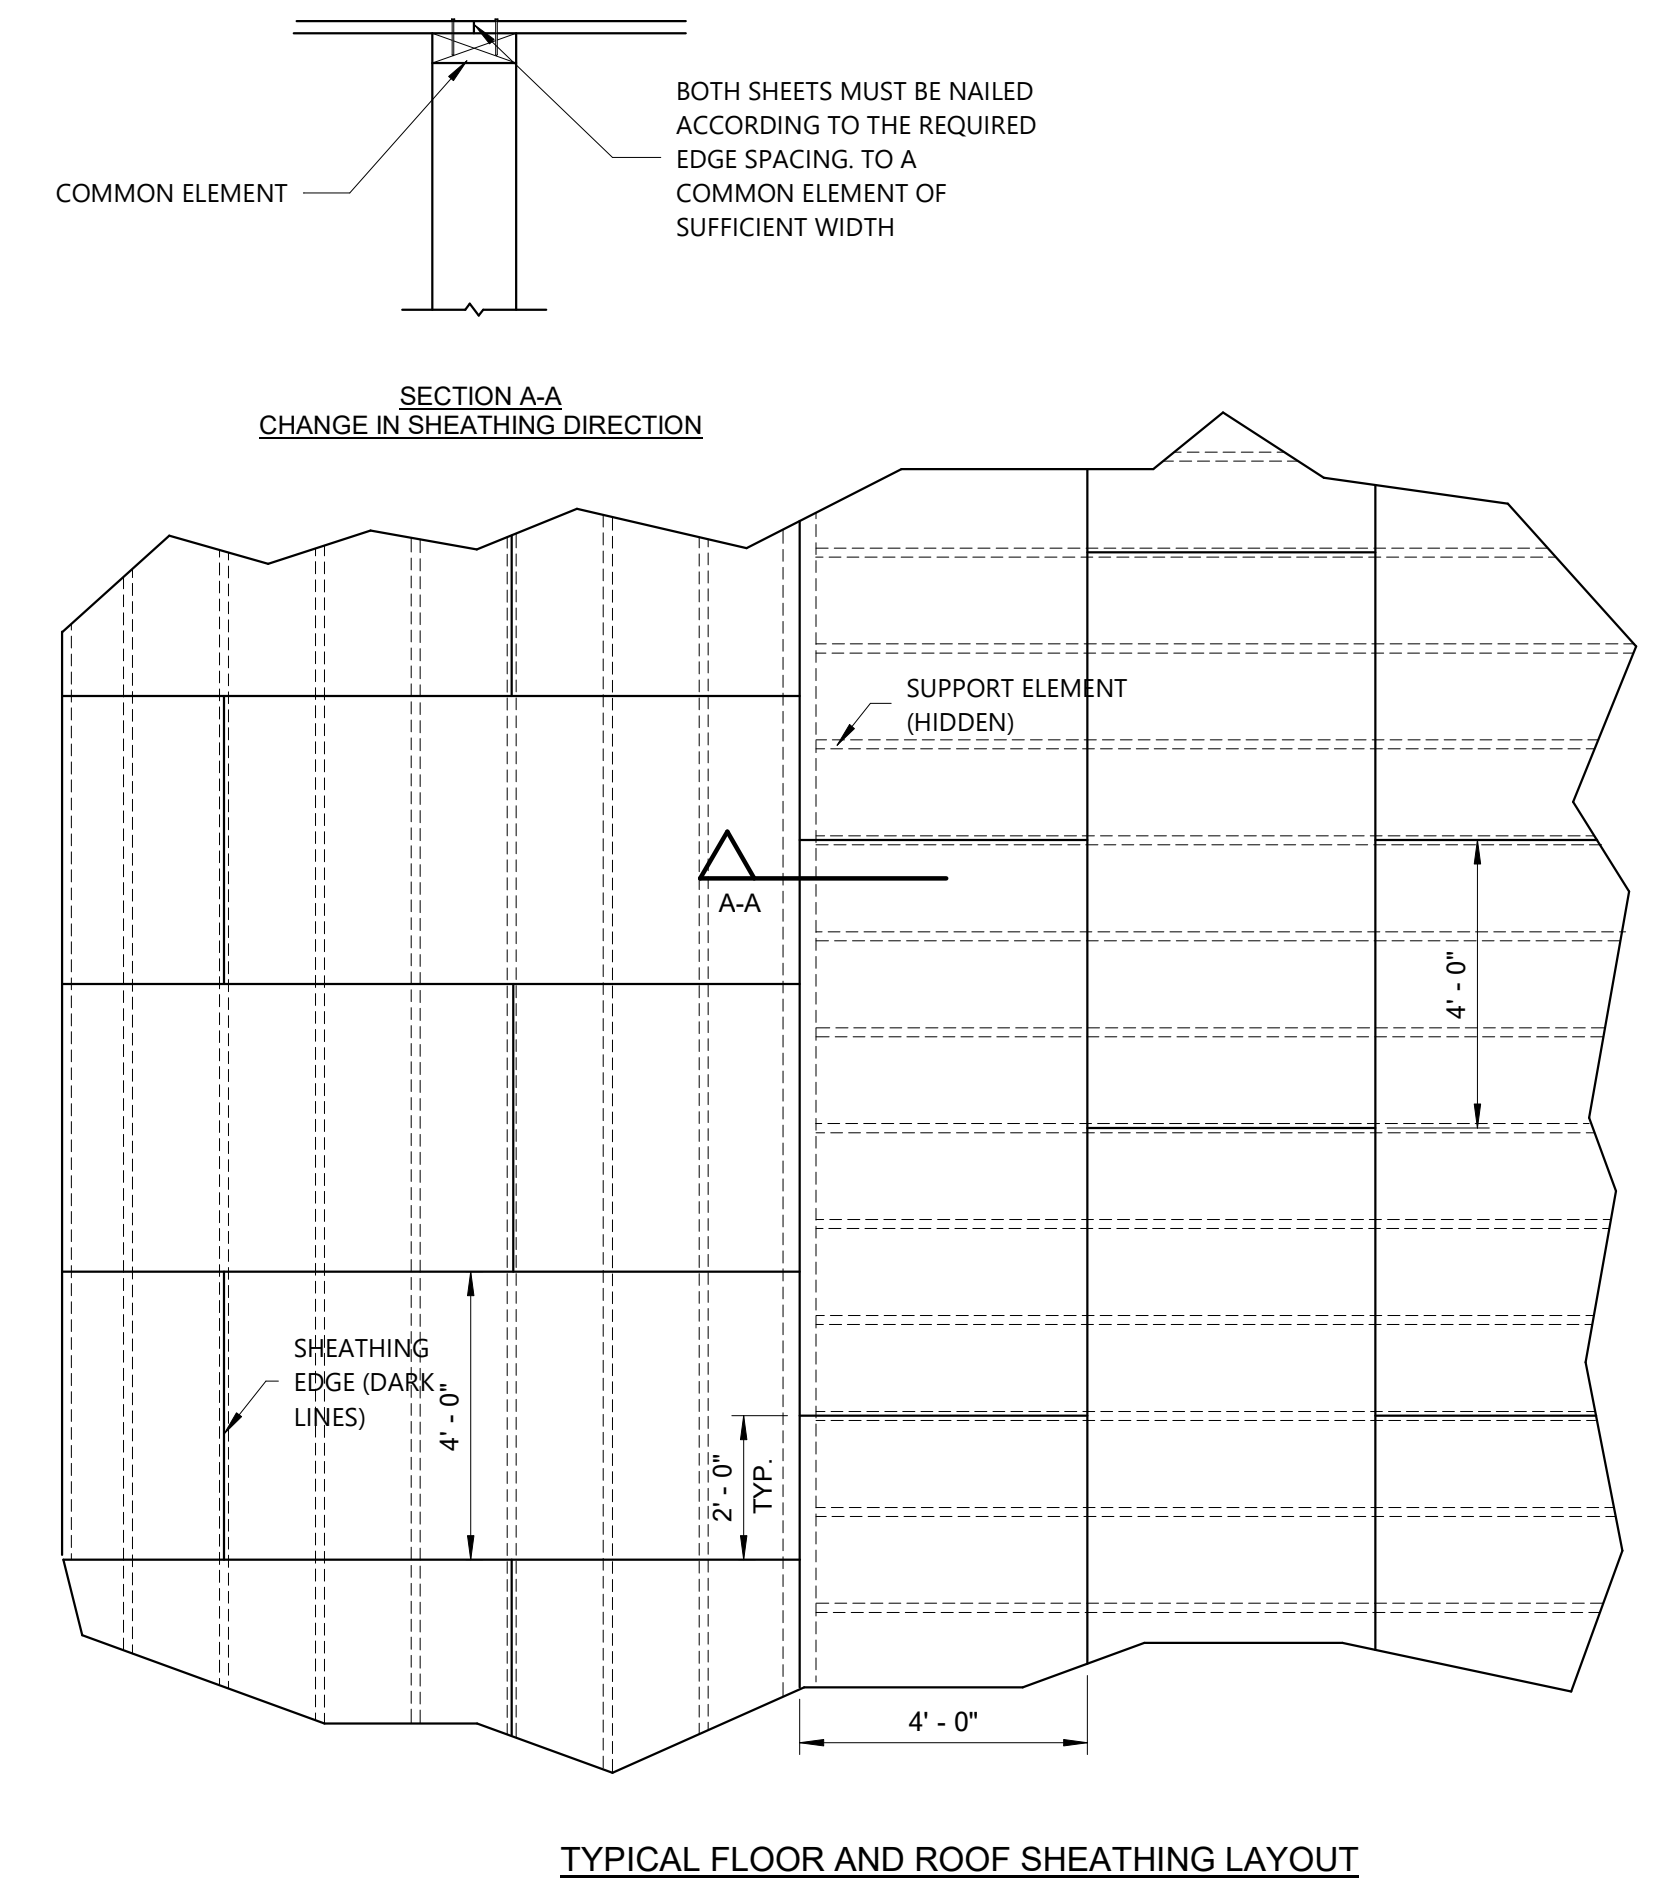 BOTH SHEETS MUST BE NAILED
ACCORDING TO THE REQUIRED
EDGE SPACING. TO A
COMMON ELEMENT OF
SUFFICIENT WIDTH
COMMON ELEMENT
SECTION A-A
CHANGE IN SHEATHING DIRECTION
SUPPORT ELEMENT
(HIDDEN)
A-A
4' - 0"
SHEATHING
EDGE (DARK
LINES)
4' - 0"
2' - 0"
TYP.
4' - 0"
TYPICAL FLOOR AND ROOF SHEATHING LAYOUT